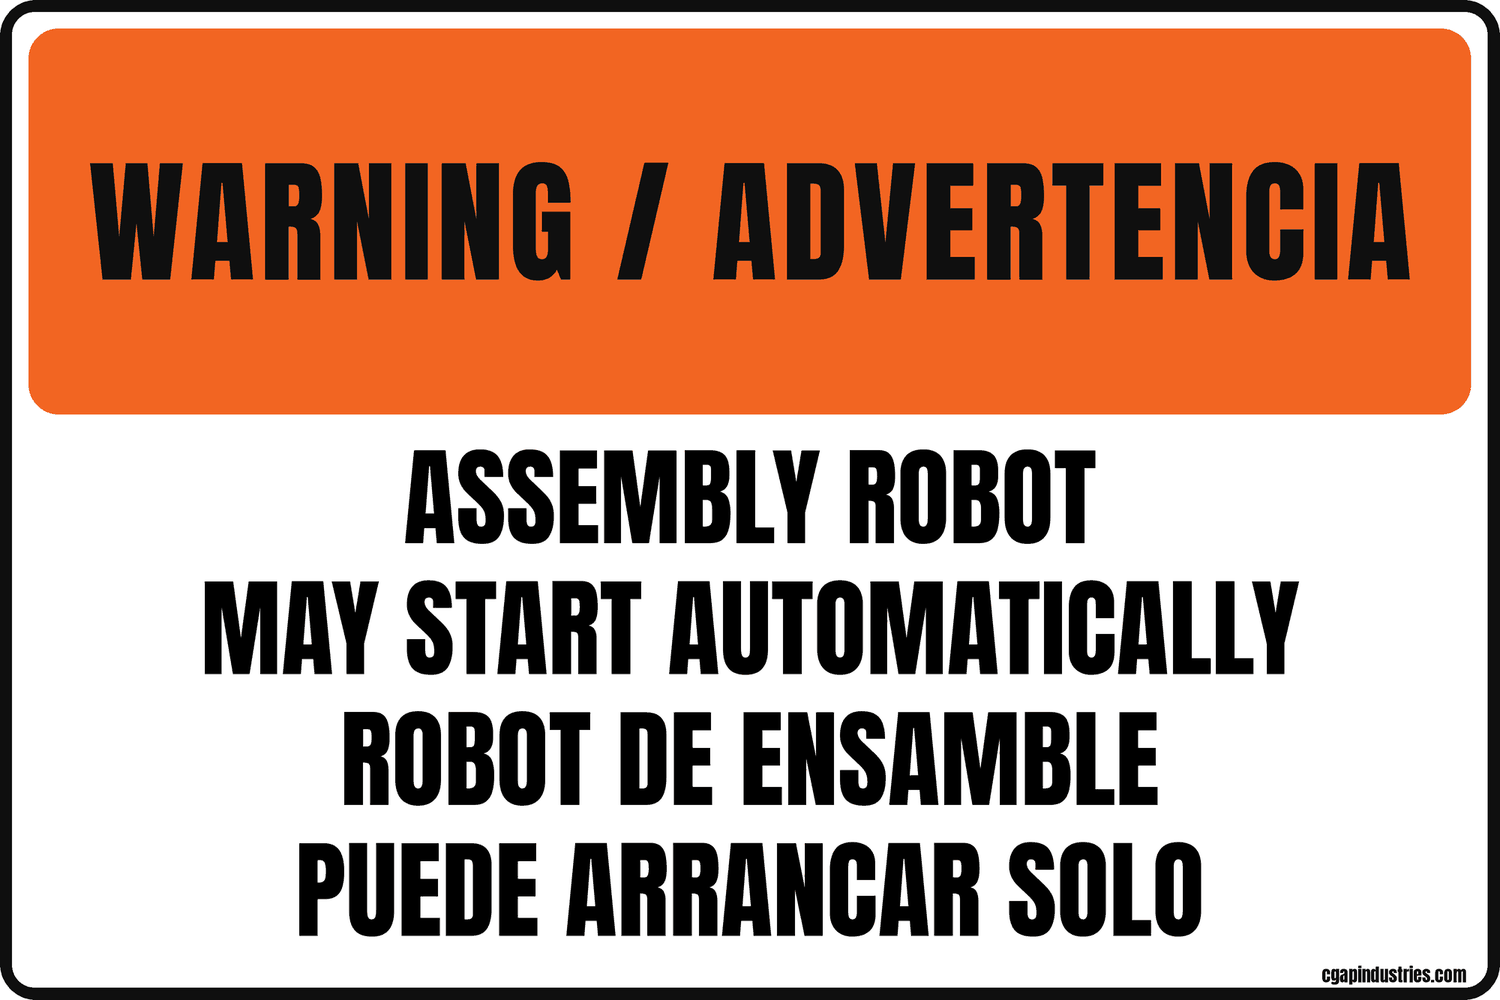 WARNING / ADVERTENCIA
ASSEMBLY ROBOT
MAY START AUTOMATICALLY
ROBOT DE ENSAMBLE
PUEDE ARRANCAR SOLO
cgapindustries.com